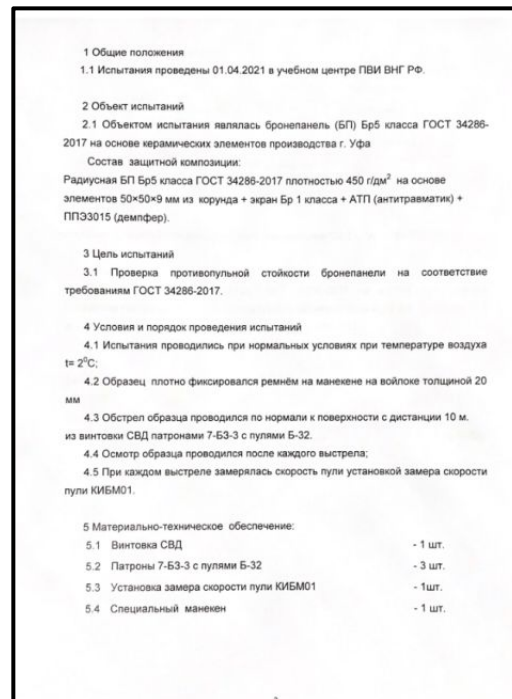 1 Общие положения
1.1 Испытания проведены 01.04.2021 в учебном центре ПВИ ВНГ РФ.
2 Объект испытаний
2.1 Объектом испытания являлась бронепанель (БП) Бр5 класса ГОСТ 34286-
2017 на основе керамических элементов производства г. Уфа
Состав защитной композиции:
Радиусная БП Бр5 класса ГОСТ 34286-2017 плотностью 450 г/дм² на основе
элементов 50×50×9 мм из корунда + экран Бр 1 класса + АТП (антитравматик) +
ППЭ3015 (демпфер).
3 Цель испытаний
3.1 Проверка противопульной стойкости бронепанели на соответствие
требованиям ГОСТ 34286-2017.
4 Условия и порядок проведения испытаний
4.1 Испытания проводились при нормальных условиях при температуре воздуха
t= 2⁰С;
4.2 Образец плотно фиксировался ремнём на манекене на войлоке толщиной 20
мм
4.3 Обстрел образца проводился по нормали к поверхности с дистанции 10 м.
из винтовки СВД патронами 7-БЗ-3 с пулями Б-32.
4.4 Осмотр образца проводился после каждого выстрела;
4.5 При каждом выстреле замерялась скорость пули установкой замера скорости
пули КИБМ01.
5 Материально-техническое обеспечение:
5.1 Винтовка СВД - 1 шт.
5.2 Патроны 7-БЗ-3 с пулями Б-32 - 3 шт.
5.3 Установка замера скорости пули КИБМ01 - 1шт.
5.4 Специальный манекен - 1 шт.